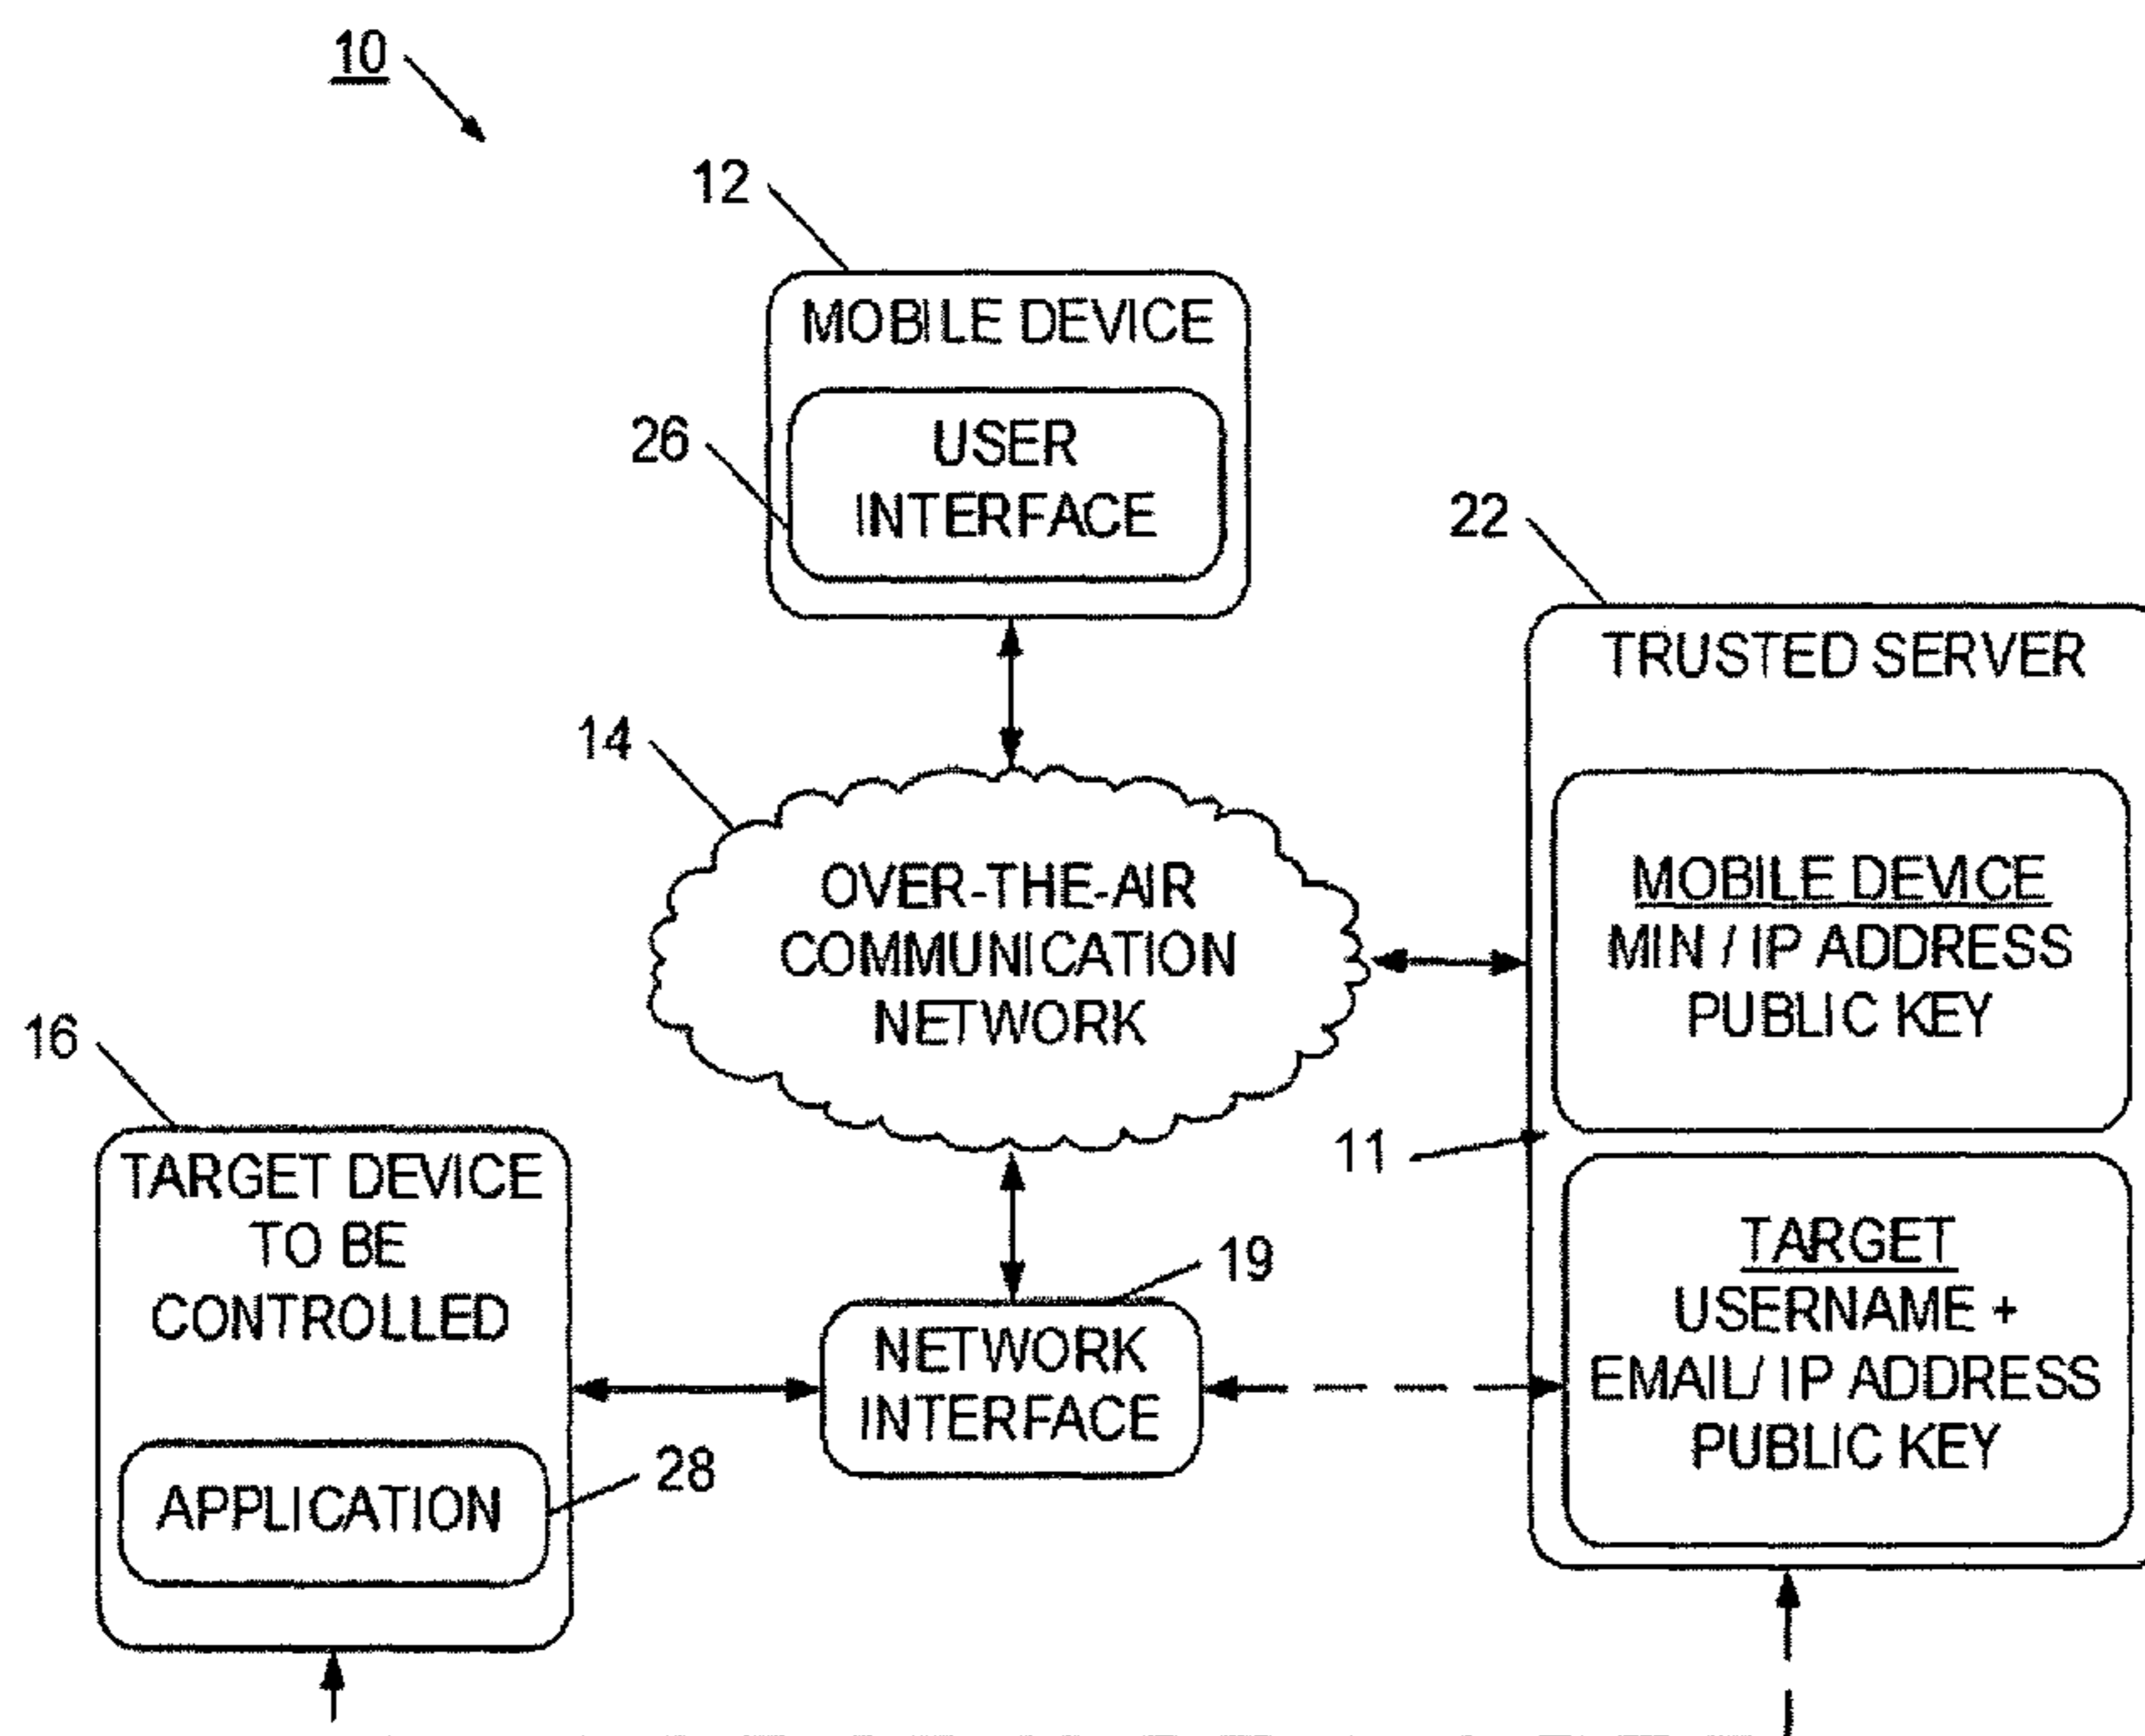 10
12
MOBILE DEVICE
26
USER
INTERFACE
22
TRUSTED SERVER
14
OVER-THE-AIR
COMMUNICATION
NETWORK
MOBILE DEVICE
MIN / IP ADDRESS
PUBLIC KEY
16
11
TARGET DEVICE
TO BE
CONTROLLED
19
TARGET
USERNAME +
EMAIL/ IP ADDRESS
PUBLIC KEY
NETWORK
INTERFACE
28
APPLICATION